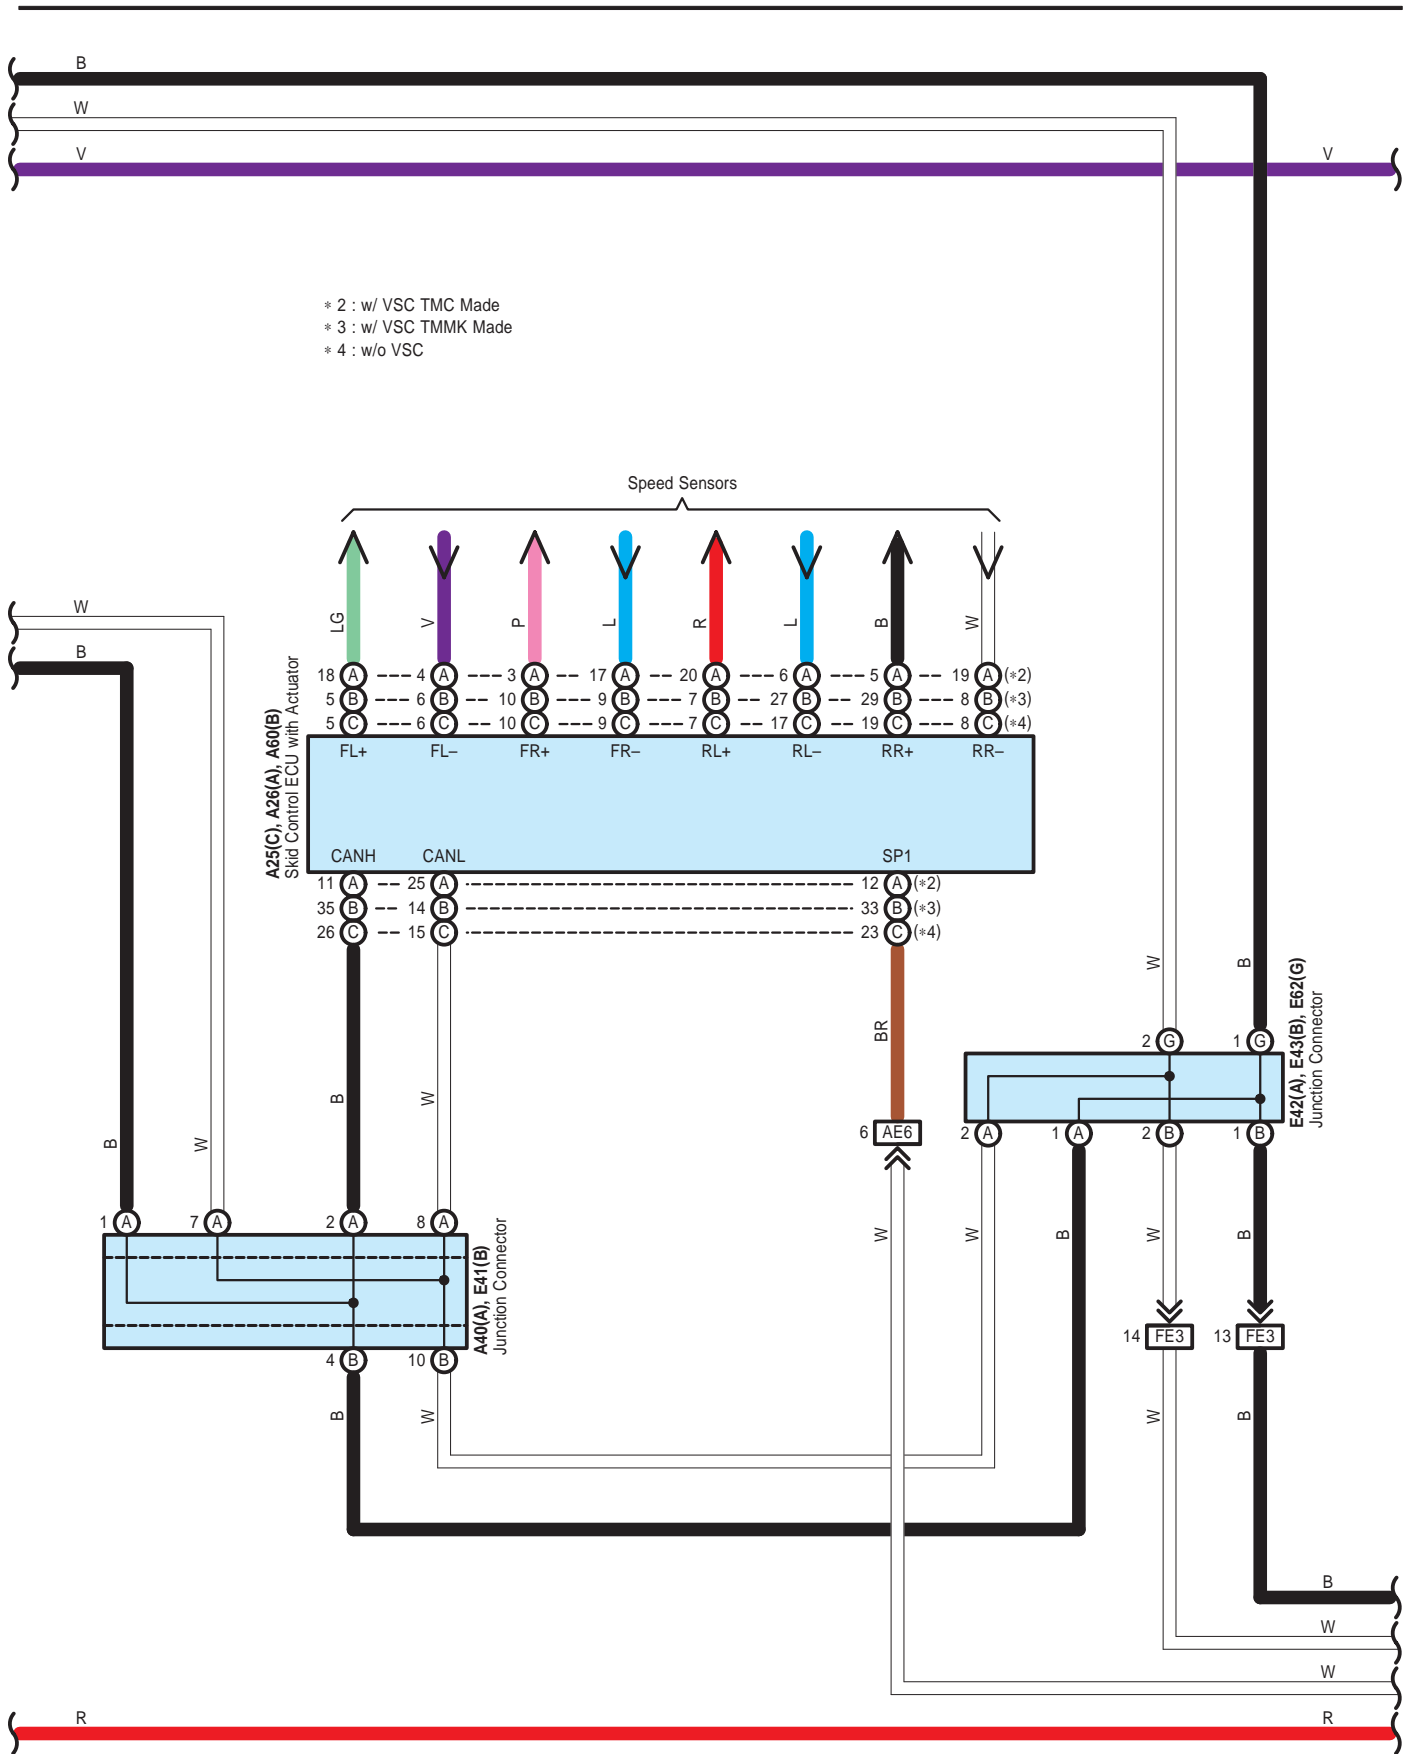 B
W
V V
* 2 : w/ VSC TMC Made
* 3 : w/ VSC TMMK Made
* 4 : w/o VSC
Speed Sensors
W
B
LG V P L R L B W
18 A 4 A 3 A 17 A 20 A 6 A 5 A 19 A (*2)
5 B 6 B 10 B 9 B 7 B 27 B 29 B 8 B (*3)
5 C 6 C 10 C 9 C 7 C 17 C 19 C 8 C (*4)
FL+ FL– FR+ FR– RL+ RL– RR+ RR–
A25(C), A26(A), A60(B)
Skid Control ECU with Actuator
CANH CANL SP1
11 A 25 A 12 A (*2)
35 B 14 B 33 B (*3)
26 C 15 C 23 C (*4)
W B
BR
2 G 1 G
E42(A), E43(B), E62(G)
Junction Connector
B W
B W
6 AE6 2 A 1 A 2 B 1 B
1 A 7 A 2 A 8 A
W W B W B
A40(A), E41(B)
Junction Connector
14 FE3 13 FE3
4 B 10 B
B W W B
B
W
W
R R